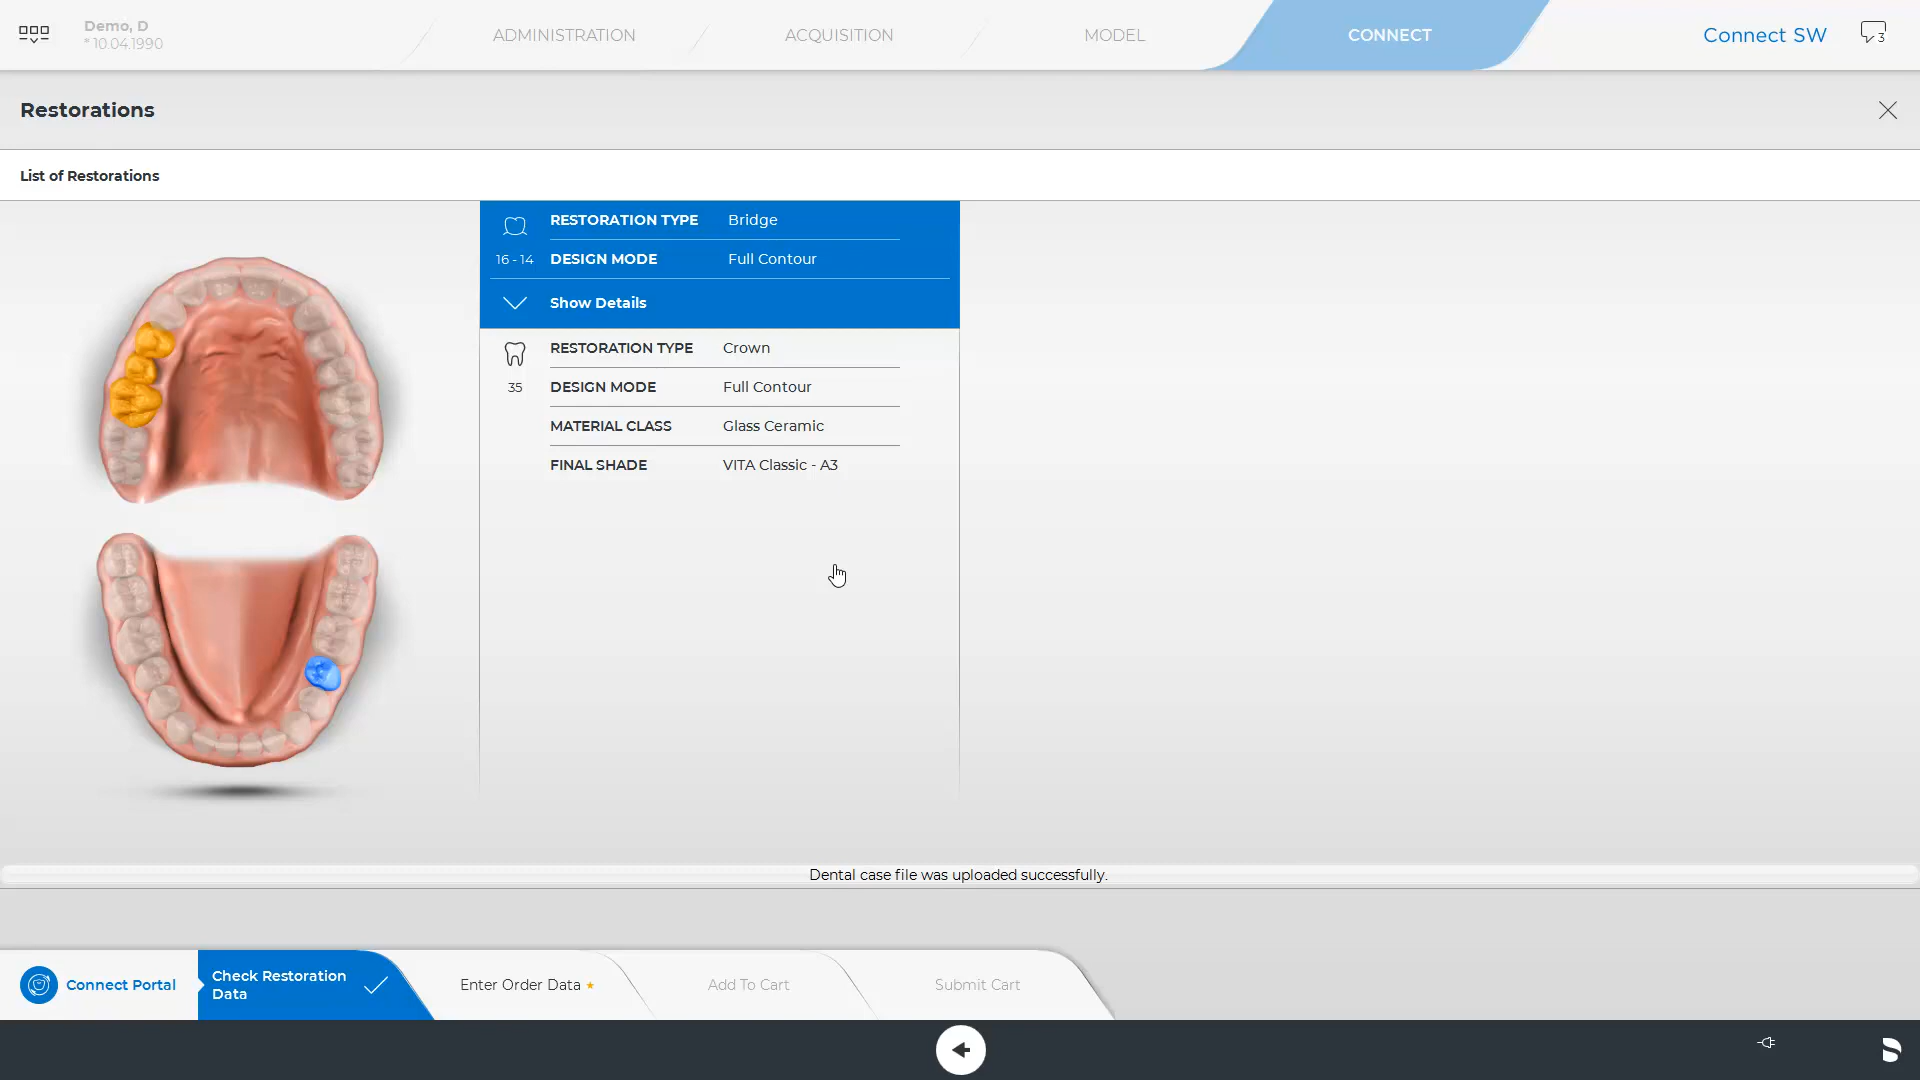 Demo, D
* 10.04.1990
ADMINISTRATION
ACQUISITION
MODEL
CONNECT
Connect SW
3
Restorations
List of Restorations
RESTORATION TYPE Bridge
16 - 14 DESIGN MODE Full Contour
Show Details
RESTORATION TYPE Crown
35 DESIGN MODE Full Contour
MATERIAL CLASS Glass Ceramic
FINAL SHADE VITA Classic - A3
Dental case file was uploaded successfully.
Connect Portal
Check Restoration
Data
Enter Order Data
Add To Cart
Submit Cart